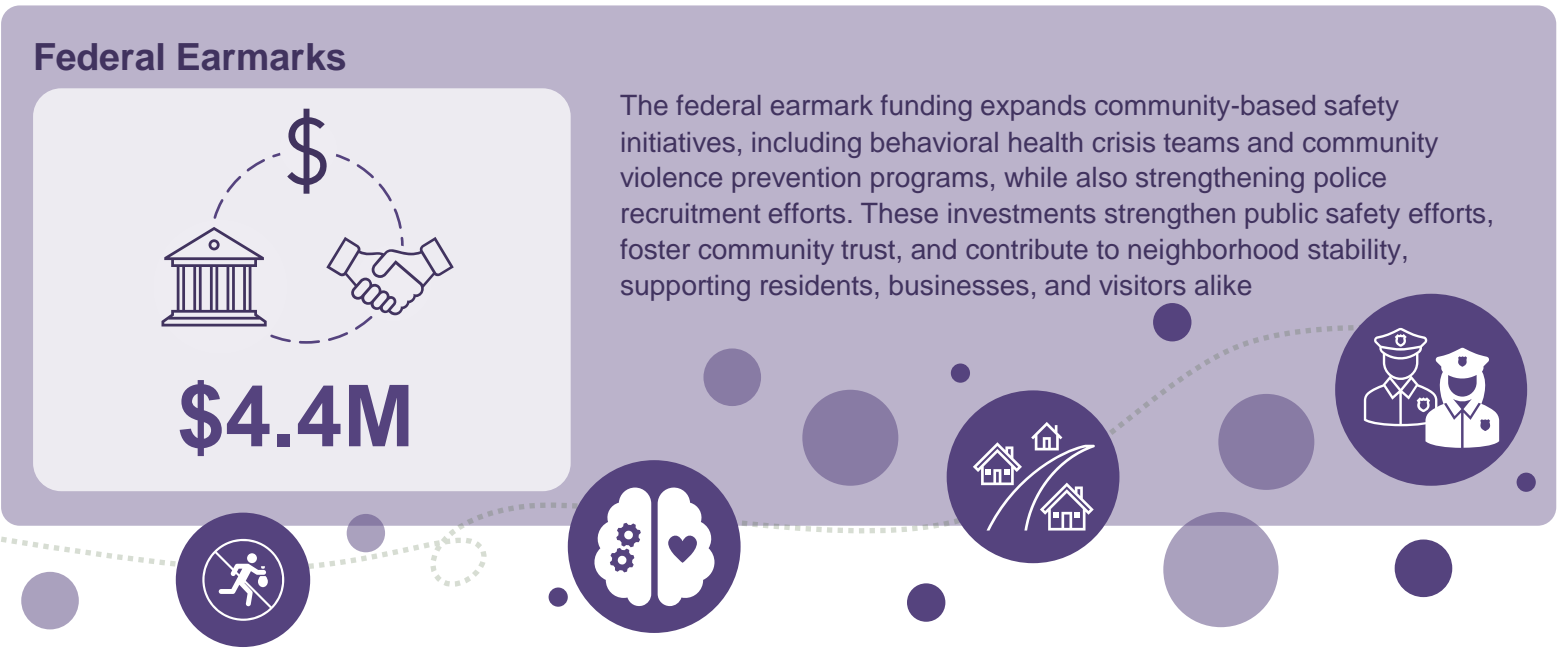 Federal Earmarks
$
$4.4M
The federal earmark funding expands community-based safety
initiatives, including behavioral health crisis teams and community
violence prevention programs, while also strengthening police
recruitment efforts. These investments strengthen public safety efforts,
foster community trust, and contribute to neighborhood stability,
supporting residents, businesses, and visitors alike